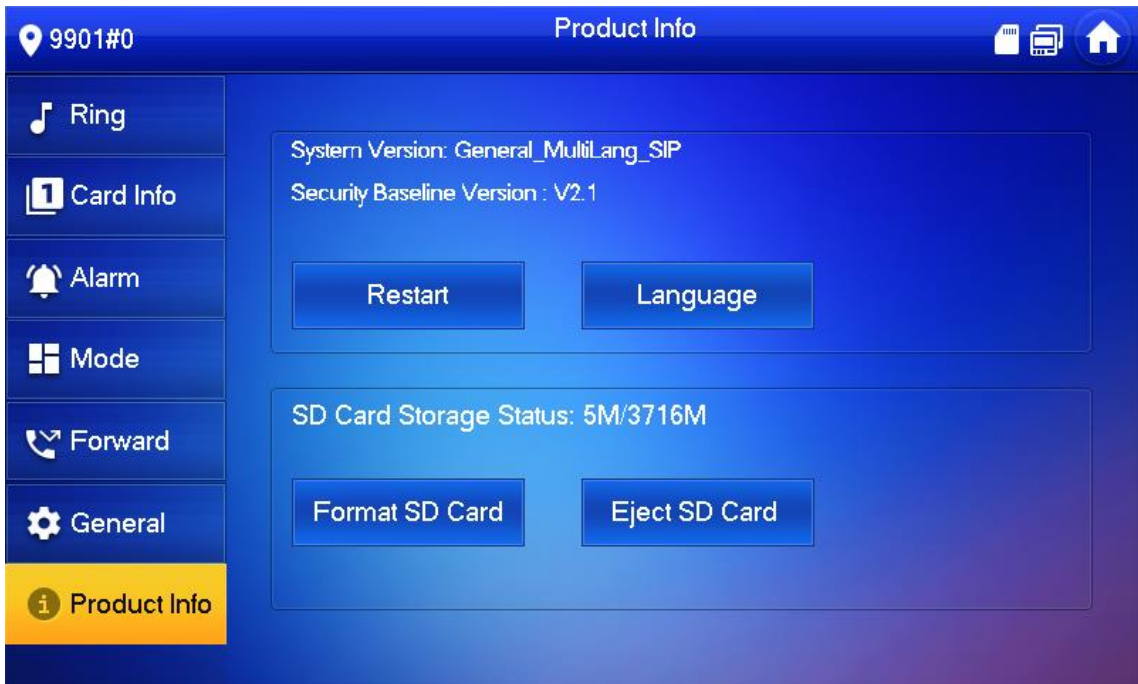 9901#0
Product Info
Ring
Card Info
Alarm
Mode
Forward
General
Product Info
System Version: General_MultiLang_SIP
Security Baseline Version : V2.1
Restart
Language
SD Card Storage Status: 5M/3716M
Format SD Card
Eject SD Card